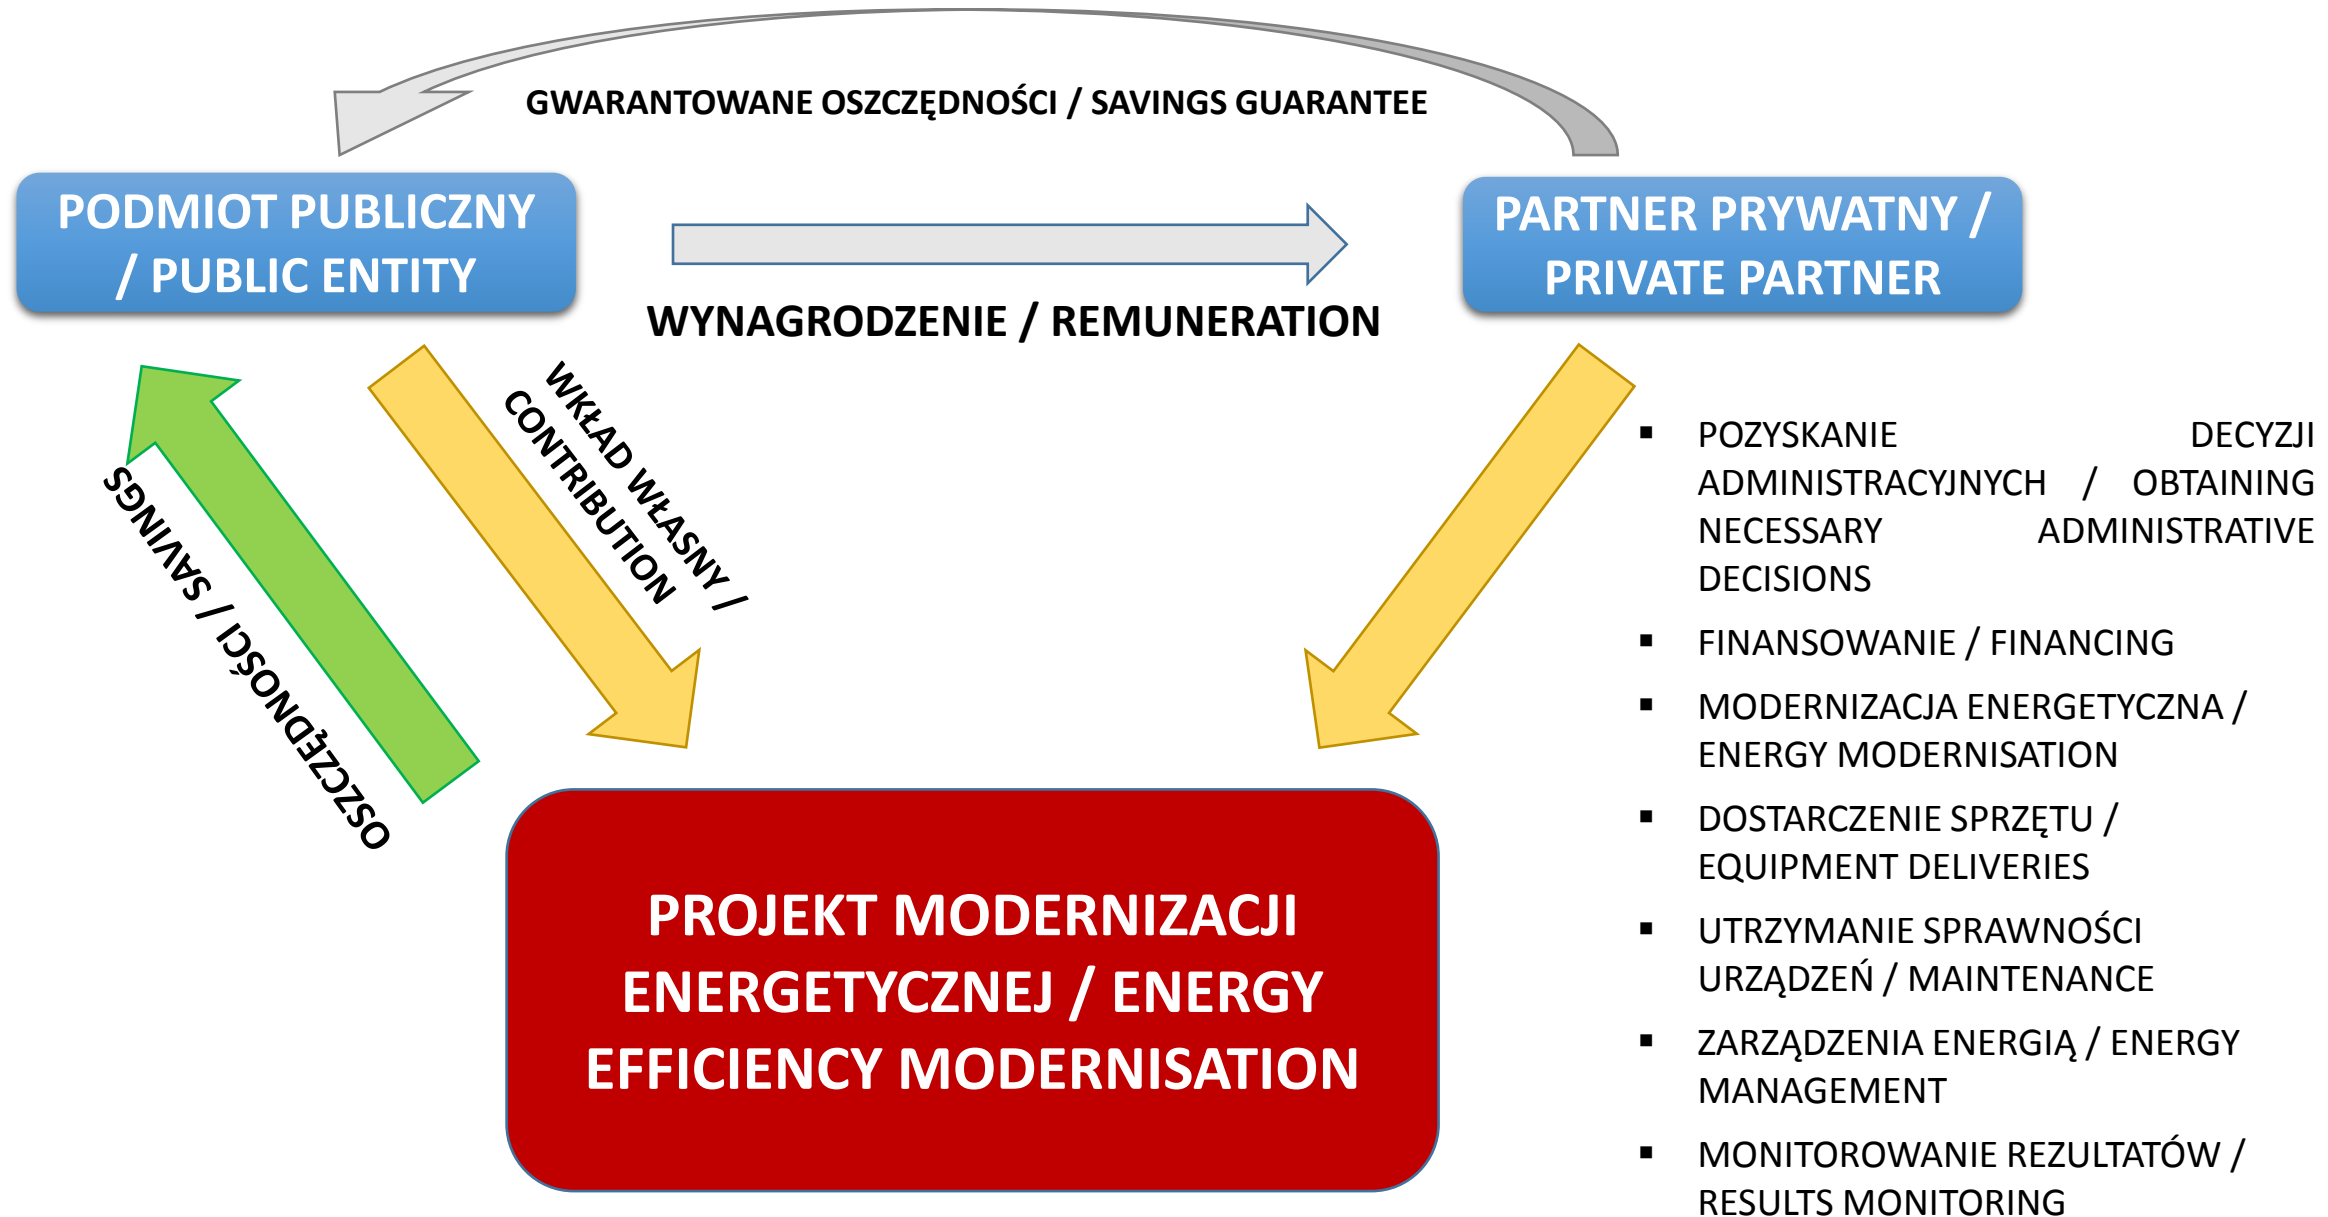 GWARANTOWANE OSZCZĘDNOŚCI / SAVINGS GUARANTEE
PODMIOT PUBLICZNY
/ PUBLIC ENTITY
PARTNER PRYWATNY /
PRIVATE PARTNER
WYNAGRODZENIE / REMUNERATION
WKŁAD WŁASNY /
CONTRIBUTION
OSZCZĘDNOŚCI / SAVINGS
PROJEKT MODERNIZACJI
ENERGETYCZNEJ / ENERGY
EFFICIENCY MODERNISATION
▪ POZYSKANIE DECYZJI
ADMINISTRACYJNYCH / OBTAINING
NECESSARY ADMINISTRATIVE
DECISIONS
▪ FINANSOWANIE / FINANCING
▪ MODERNIZACJA ENERGETYCZNA /
ENERGY MODERNISATION
▪ DOSTARCZENIE SPRZĘTU /
EQUIPMENT DELIVERIES
▪ UTRZYMANIE SPRAWNOŚCI
URZĄDZEŃ / MAINTENANCE
▪ ZARZĄDZENIA ENERGIĄ / ENERGY
MANAGEMENT
▪ MONITOROWANIE REZULTATÓW /
RESULTS MONITORING